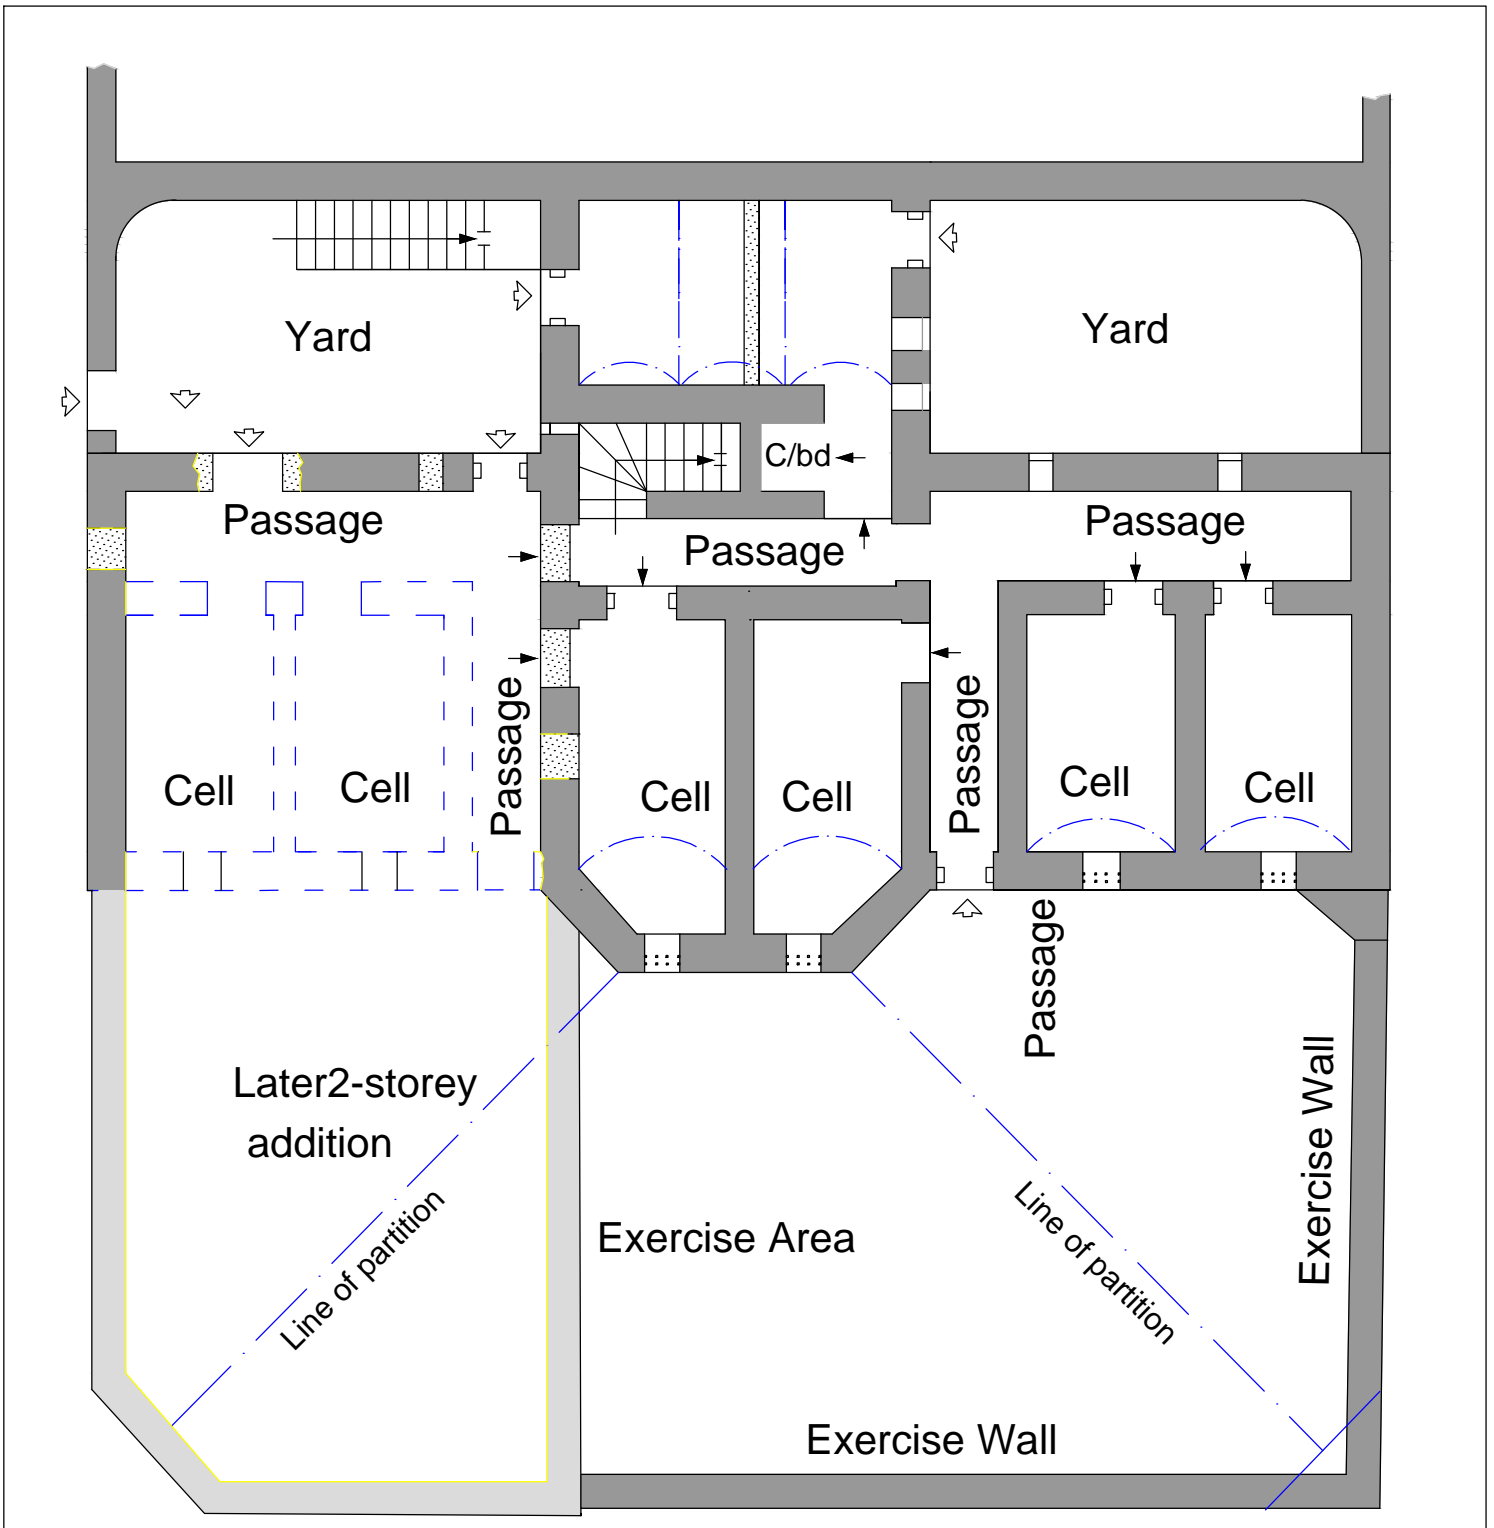 Yard
Yard
C/bd
Passage
Passage
Passage
Passage
Passage
Cell
Cell
Cell
Cell
Cell
Cell
Passage
Later2-storey
addition
Line of partition
Exercise Area
Line of partition
Exercise Wall
Exercise Wall